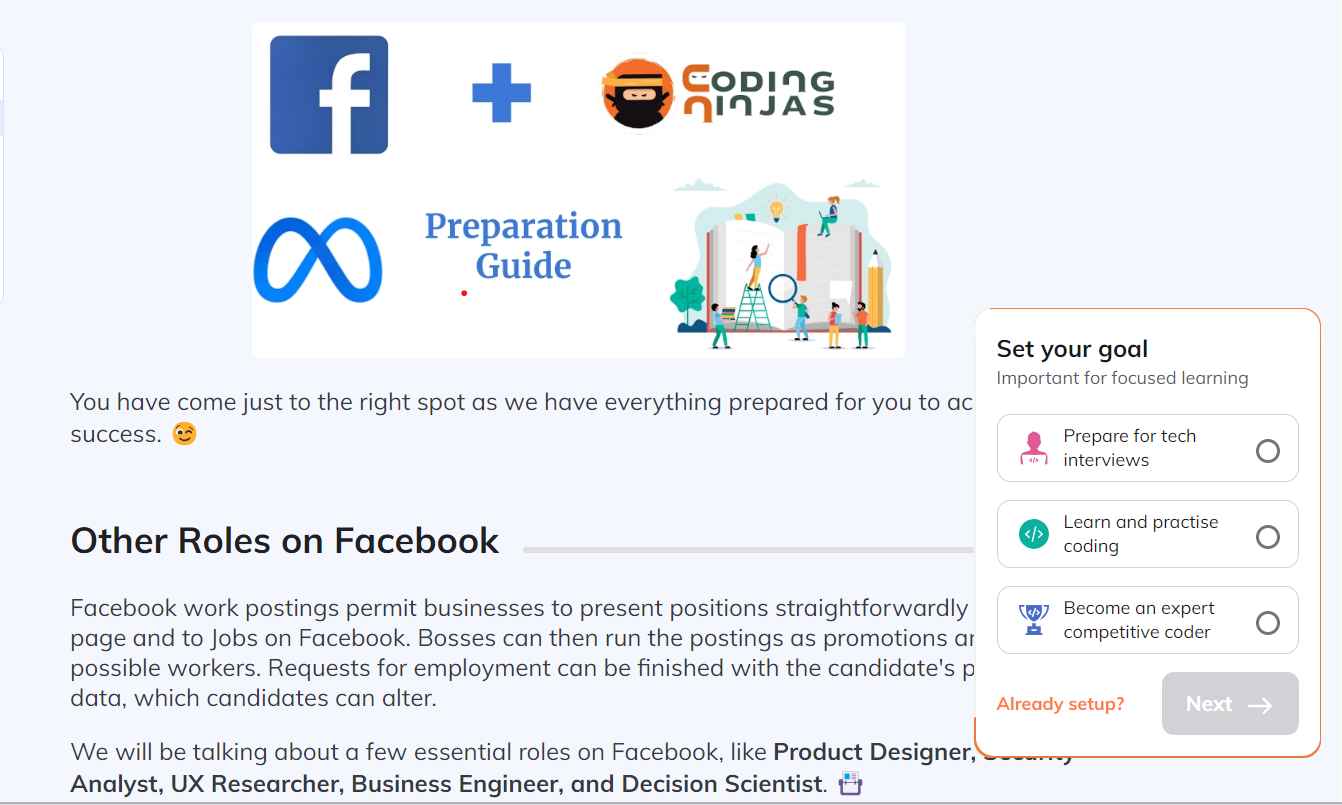 CODING
NINJAS
Preparation
Guide
You have come just to the right spot as we have everything prepared for you to ac
success.
Other Roles on Facebook
Facebook work postings permit businesses to present positions straightforwardly
page and to Jobs on Facebook. Bosses can then run the postings as promotions
possible workers. Requests for employment can be finished with the candidate's
data, which candidates can alter.
We will be talking about a few essential roles on Facebook, like Product Designer, Security
Analyst, UX Researcher, Business Engineer, and Decision Scientist.
Set your goal
Important for focused learning
Prepare for tech
interviews
Learn and practise
coding
Become an expert
competitive coder
Already setup?
Next